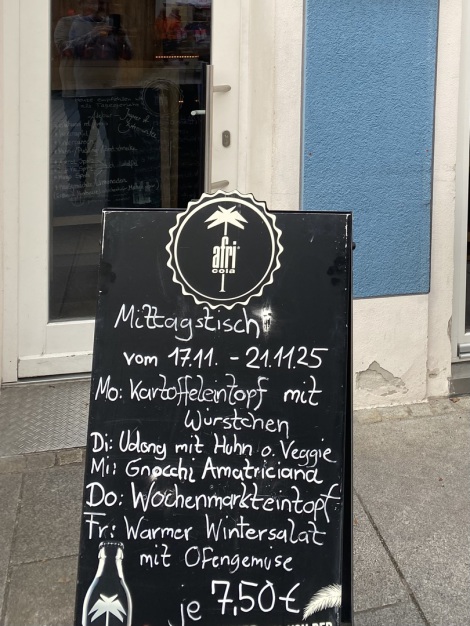 afri
cola
Mittagstisch
vom 17.11. - 21.11.25
Mo: Kartoffeleintopf mit
Würstchen
Di: Udong mit Huhn o. Veggie
Mi: Gnocchi Amatriciana
Do: Wochenmarkteintopf
Fr: Warmer Wintersalat
mit Ofengemüse
je 7,50€